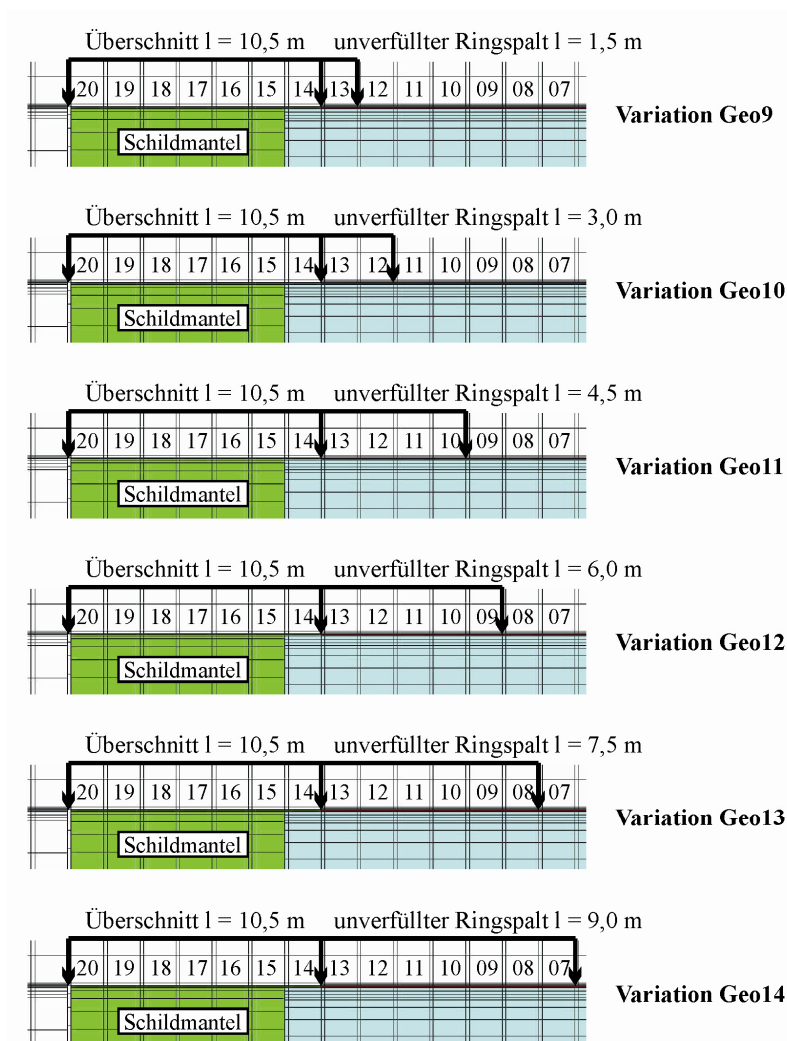 Überschnitt l = 10,5 m unverfüllter Ringspalt l = 1,5 m
20 19 18 17 16 15 14 13 12 11 10 09 08 07
Schildmantel
Variation Geo9
Überschnitt l = 10,5 m unverfüllter Ringspalt l = 3,0 m
20 19 18 17 16 15 14 13 12 11 10 09 08 07
Schildmantel
Variation Geo10
Überschnitt l = 10,5 m unverfüllter Ringspalt l = 4,5 m
20 19 18 17 16 15 14 13 12 11 10 09 08 07
Schildmantel
Variation Geo11
Überschnitt l = 10,5 m unverfüllter Ringspalt l = 6,0 m
20 19 18 17 16 15 14 13 12 11 10 09 08 07
Schildmantel
Variation Geo12
Überschnitt l = 10,5 m unverfüllter Ringspalt l = 7,5 m
20 19 18 17 16 15 14 13 12 11 10 09 08 07
Schildmantel
Variation Geo13
Überschnitt l = 10,5 m unverfüllter Ringspalt l = 9,0 m
20 19 18 17 16 15 14 13 12 11 10 09 08 07
Schildmantel
Variation Geo14